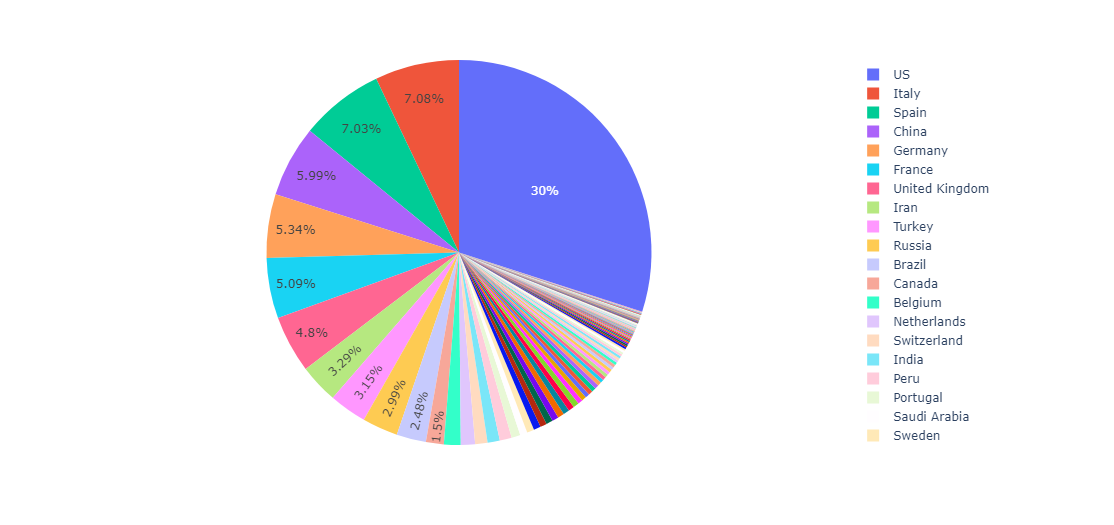 7.08%
7.03%
5.99%
5.34%
5.09%
4.8%
3.29%
3.15%
2.99%
2.48%
1.5%
30%
US
Italy
Spain
China
Germany
France
United Kingdom
Iran
Turkey
Russia
Brazil
Canada
Belgium
Netherlands
Switzerland
India
Peru
Portugal
Saudi Arabia
Sweden